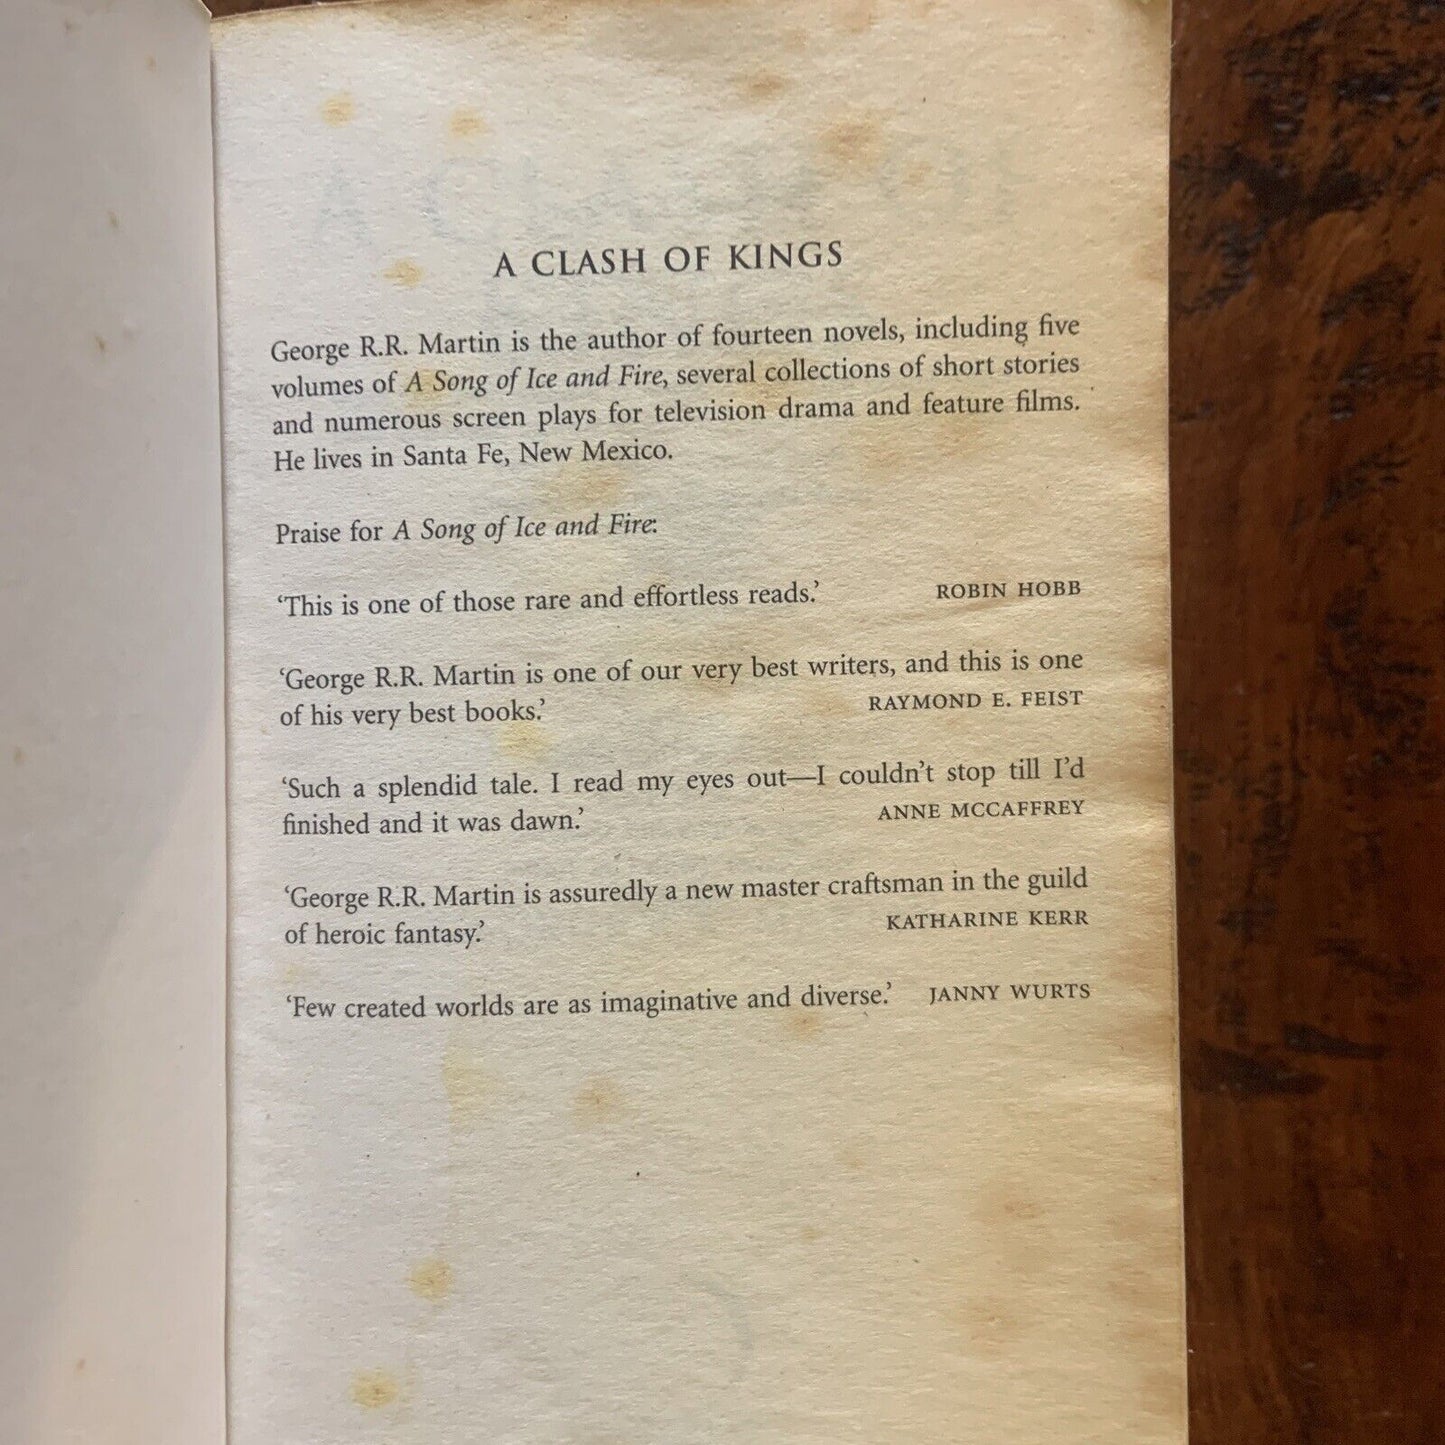 A CLASH OF KINGS
George R.R. Martin is the author of fourteen novels, including five
volumes of A Song of Ice and Fire, several collections of short stories
and numerous screen plays for television drama and feature films.
He lives in Santa Fe, New Mexico.
Praise for A Song of Ice and Fire:
‘This is one of those rare and effortless reads.’ ROBIN HOBB
‘George R.R. Martin is one of our very best writers, and this is one
of his very best books.’ RAYMOND E. FEIST
‘Such a splendid tale. I read my eyes out—I couldn’t stop till I’d
finished and it was dawn.’ ANNE MCCAFFREY
‘George R.R. Martin is assuredly a new master craftsman in the guild
of heroic fantasy.’ KATHARINE KERR
‘Few created worlds are as imaginative and diverse.’ JANNY WURTS